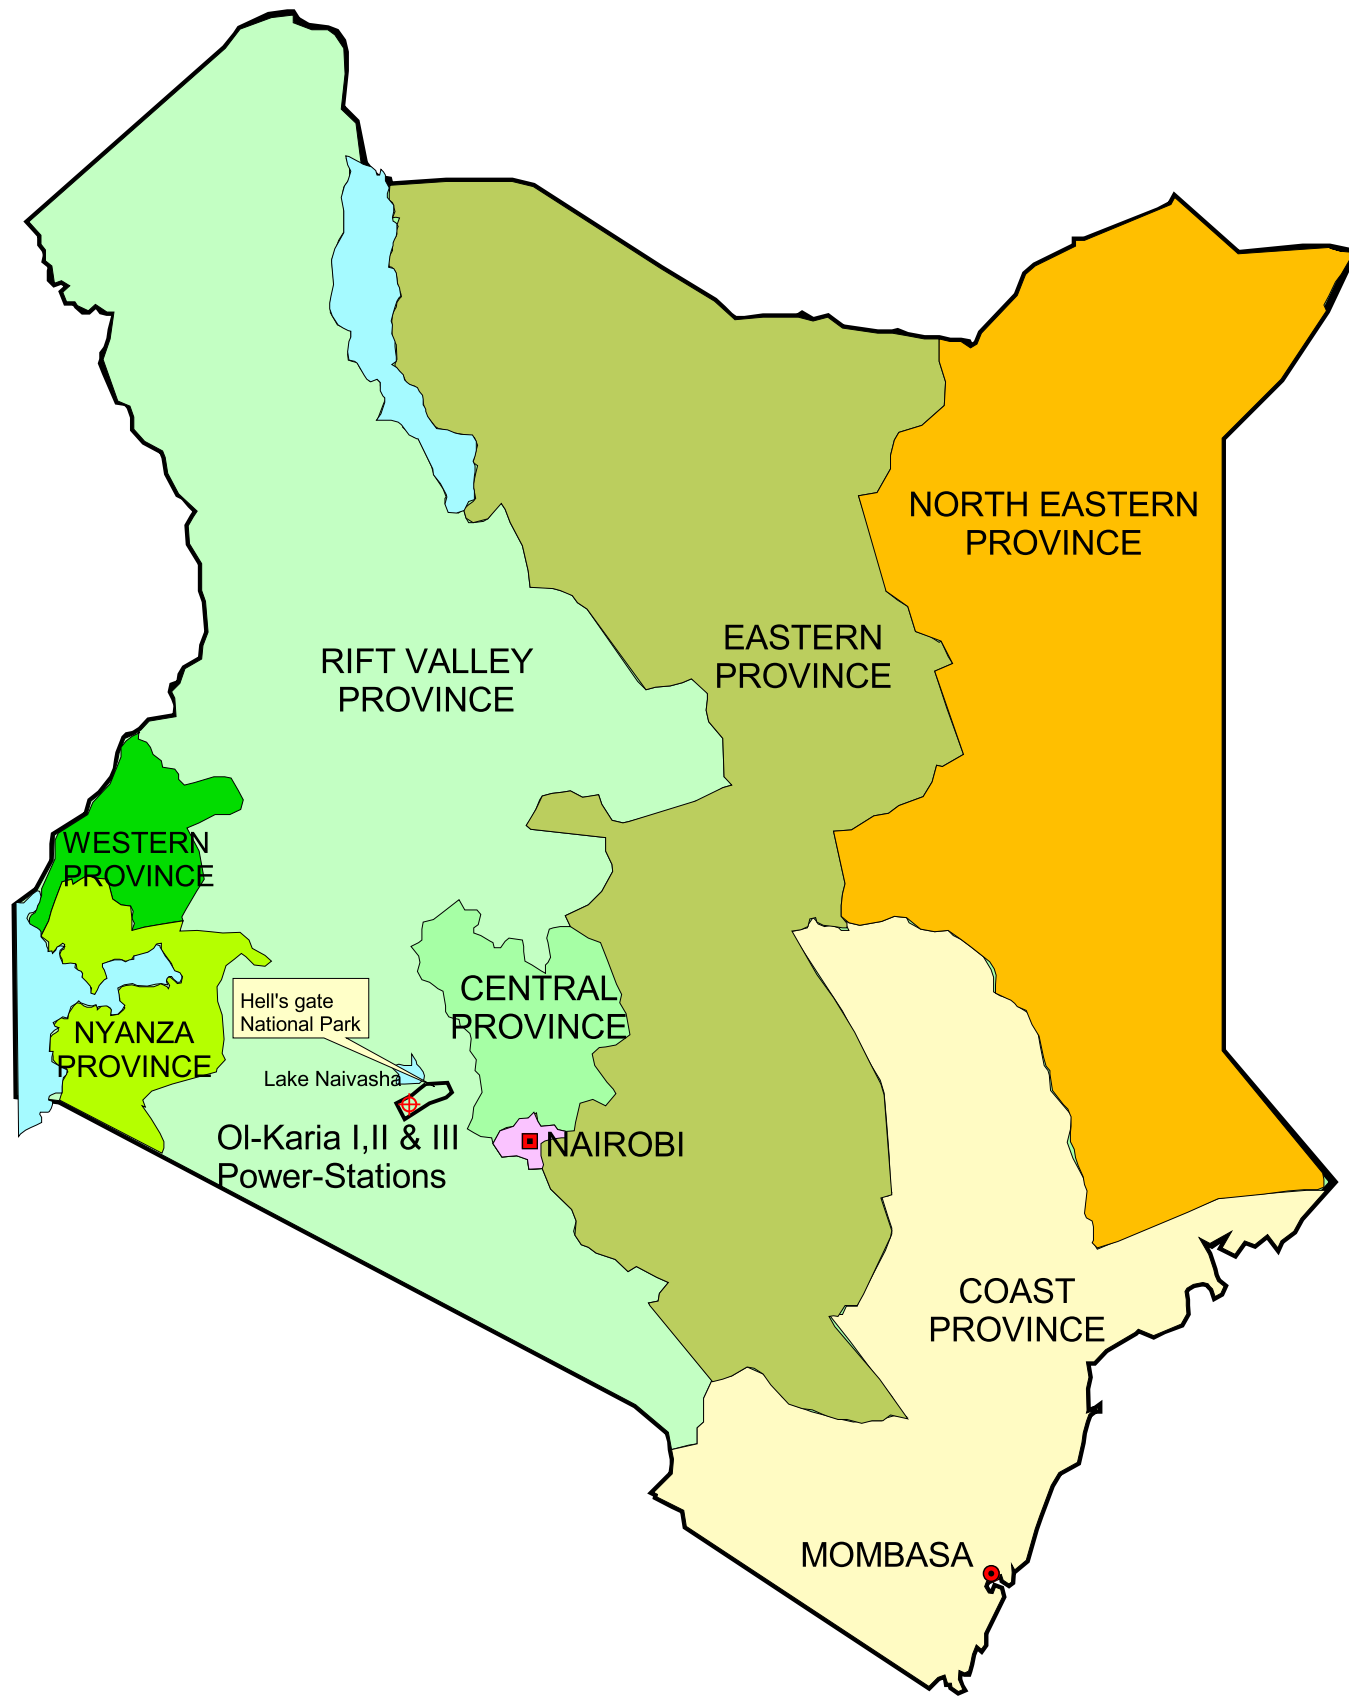 NORTH EASTERN
PROVINCE
EASTERN
PROVINCE
RIFT VALLEY
PROVINCE
WESTERN
PROVINCE
CENTRAL
PROVINCE
Hell's gate
National Park
NYANZA
PROVINCE
Lake Naivasha
Ol-Karia I,II & III
Power-Stations
NAIROBI
COAST
PROVINCE
MOMBASA